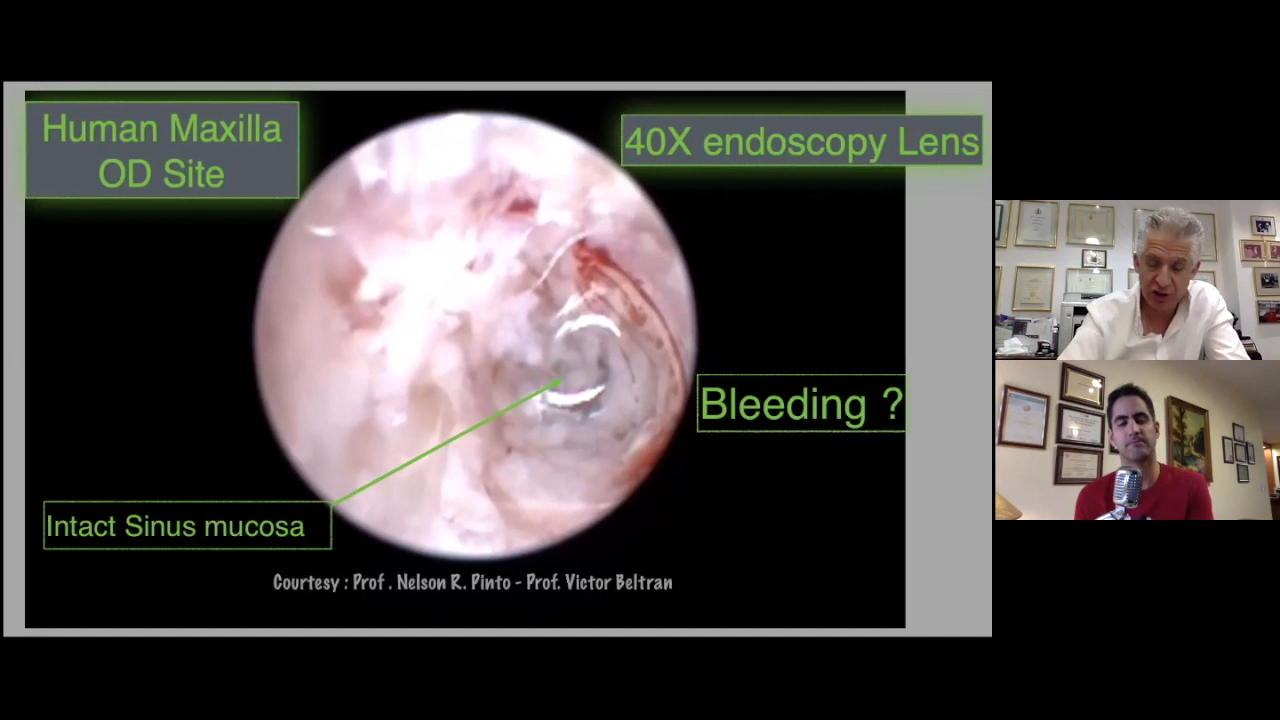 Human Maxilla
OD Site
40X endoscopy Lens
Bleeding ?
Intact Sinus mucosa
Courtesy : Prof . Nelson R. Pinto - Prof. Victor Beltran